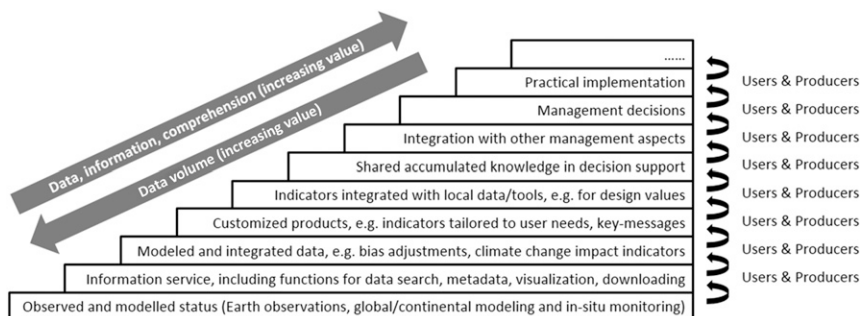 ......
Practical implementation
Users & Producers
Management decisions
Users & Producers
Integration with other management aspects
Users & Producers
Shared accumulated knowledge in decision support
Users & Producers
Indicators integrated with local data/tools, e.g. for design values
Users & Producers
Customized products, e.g. indicators tailored to user needs, key-messages
Users & Producers
Modeled and integrated data, e.g. bias adjustments, climate change impact indicators
Users & Producers
Information service, including functions for data search, metadata, visualization, downloading
Users & Producers
Observed and modelled status (Earth observations, global/continental modeling and in-situ monitoring)
Data, information, comprehension (increasing value)
Data volume (increasing value)